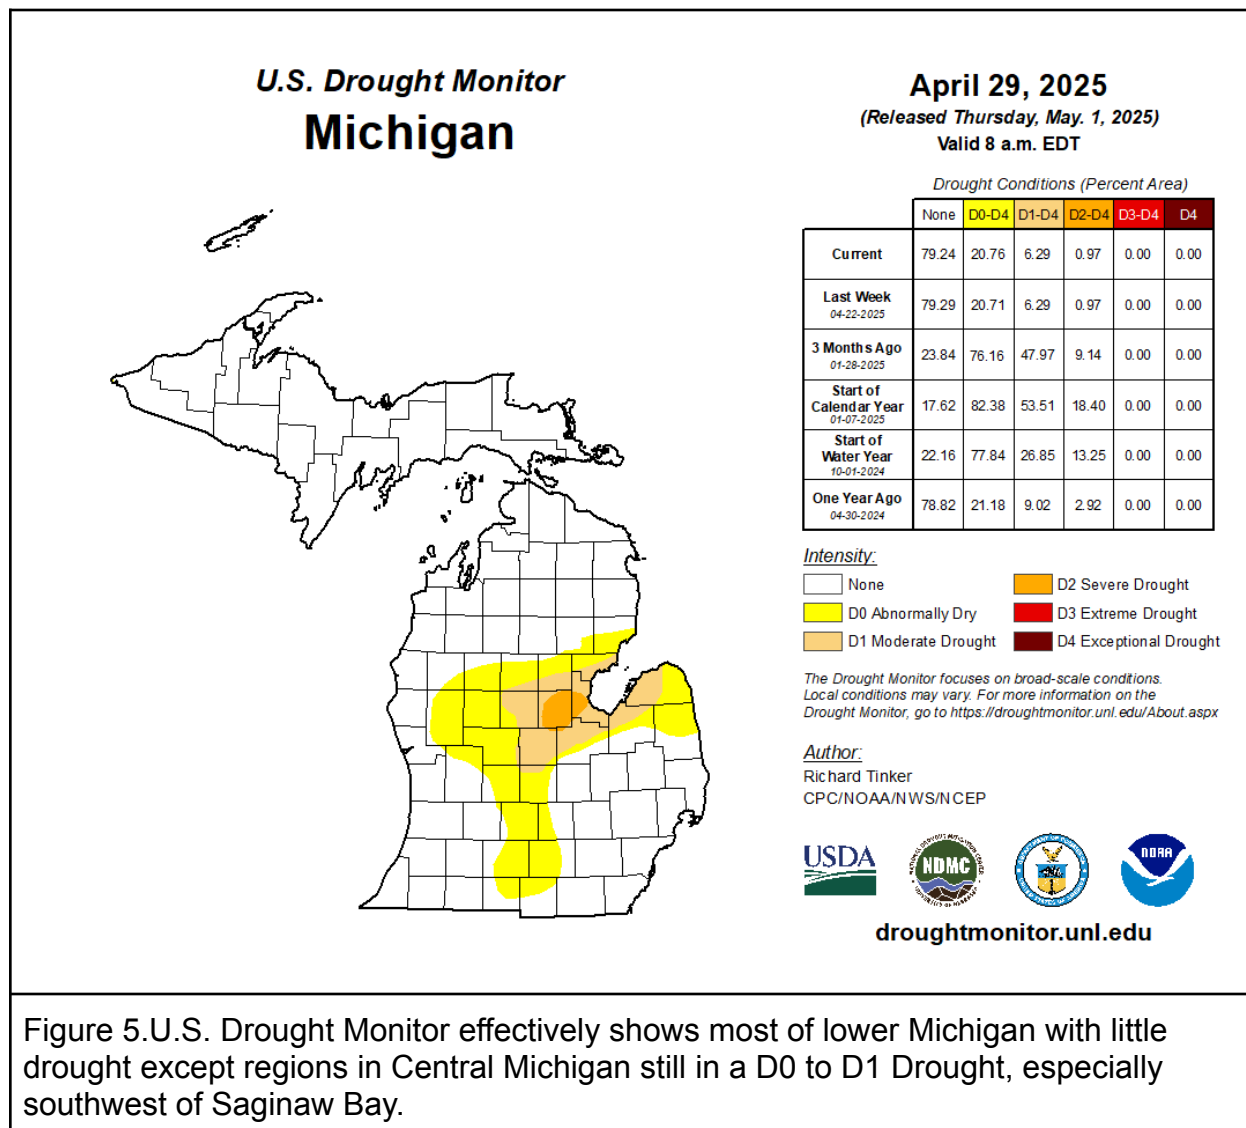 U.S. Drought Monitor
Michigan
April 29, 2025
(Released Thursday, May. 1, 2025)
Valid 8 a.m. EDT
Drought Conditions (Percent Area)
None D0-D4 D1-D4 D2-D4 D3-D4 D4
Current 79.24 20.76 6.29 0.97 0.00 0.00
Last Week
04-22-2025 79.29 20.71 6.29 0.97 0.00 0.00
3 Months Ago
01-28-2025 23.84 76.16 47.97 9.14 0.00 0.00
Start of
Calendar Year
01-07-2025 17.62 82.38 53.51 18.40 0.00 0.00
Start of
Water Year
10-01-2024 22.16 77.84 26.85 13.25 0.00 0.00
One Year Ago
04-30-2024 78.82 21.18 9.02 2.92 0.00 0.00
Intensity:
None
D0 Abnormally Dry
D1 Moderate Drought
D2 Severe Drought
D3 Extreme Drought
D4 Exceptional Drought
The Drought Monitor focuses on broad-scale conditions.
Local conditions may vary. For more information on the
Drought Monitor, go to https://droughtmonitor.unl.edu/About.aspx
Author:
Richard Tinker
CPC/NOAA/NWS/NCEP
USDA
NDMC
NOAA
droughtmonitor.unl.edu
Figure 5.U.S. Drought Monitor effectively shows most of lower Michigan with little
drought except regions in Central Michigan still in a D0 to D1 Drought, especially
southwest of Saginaw Bay.